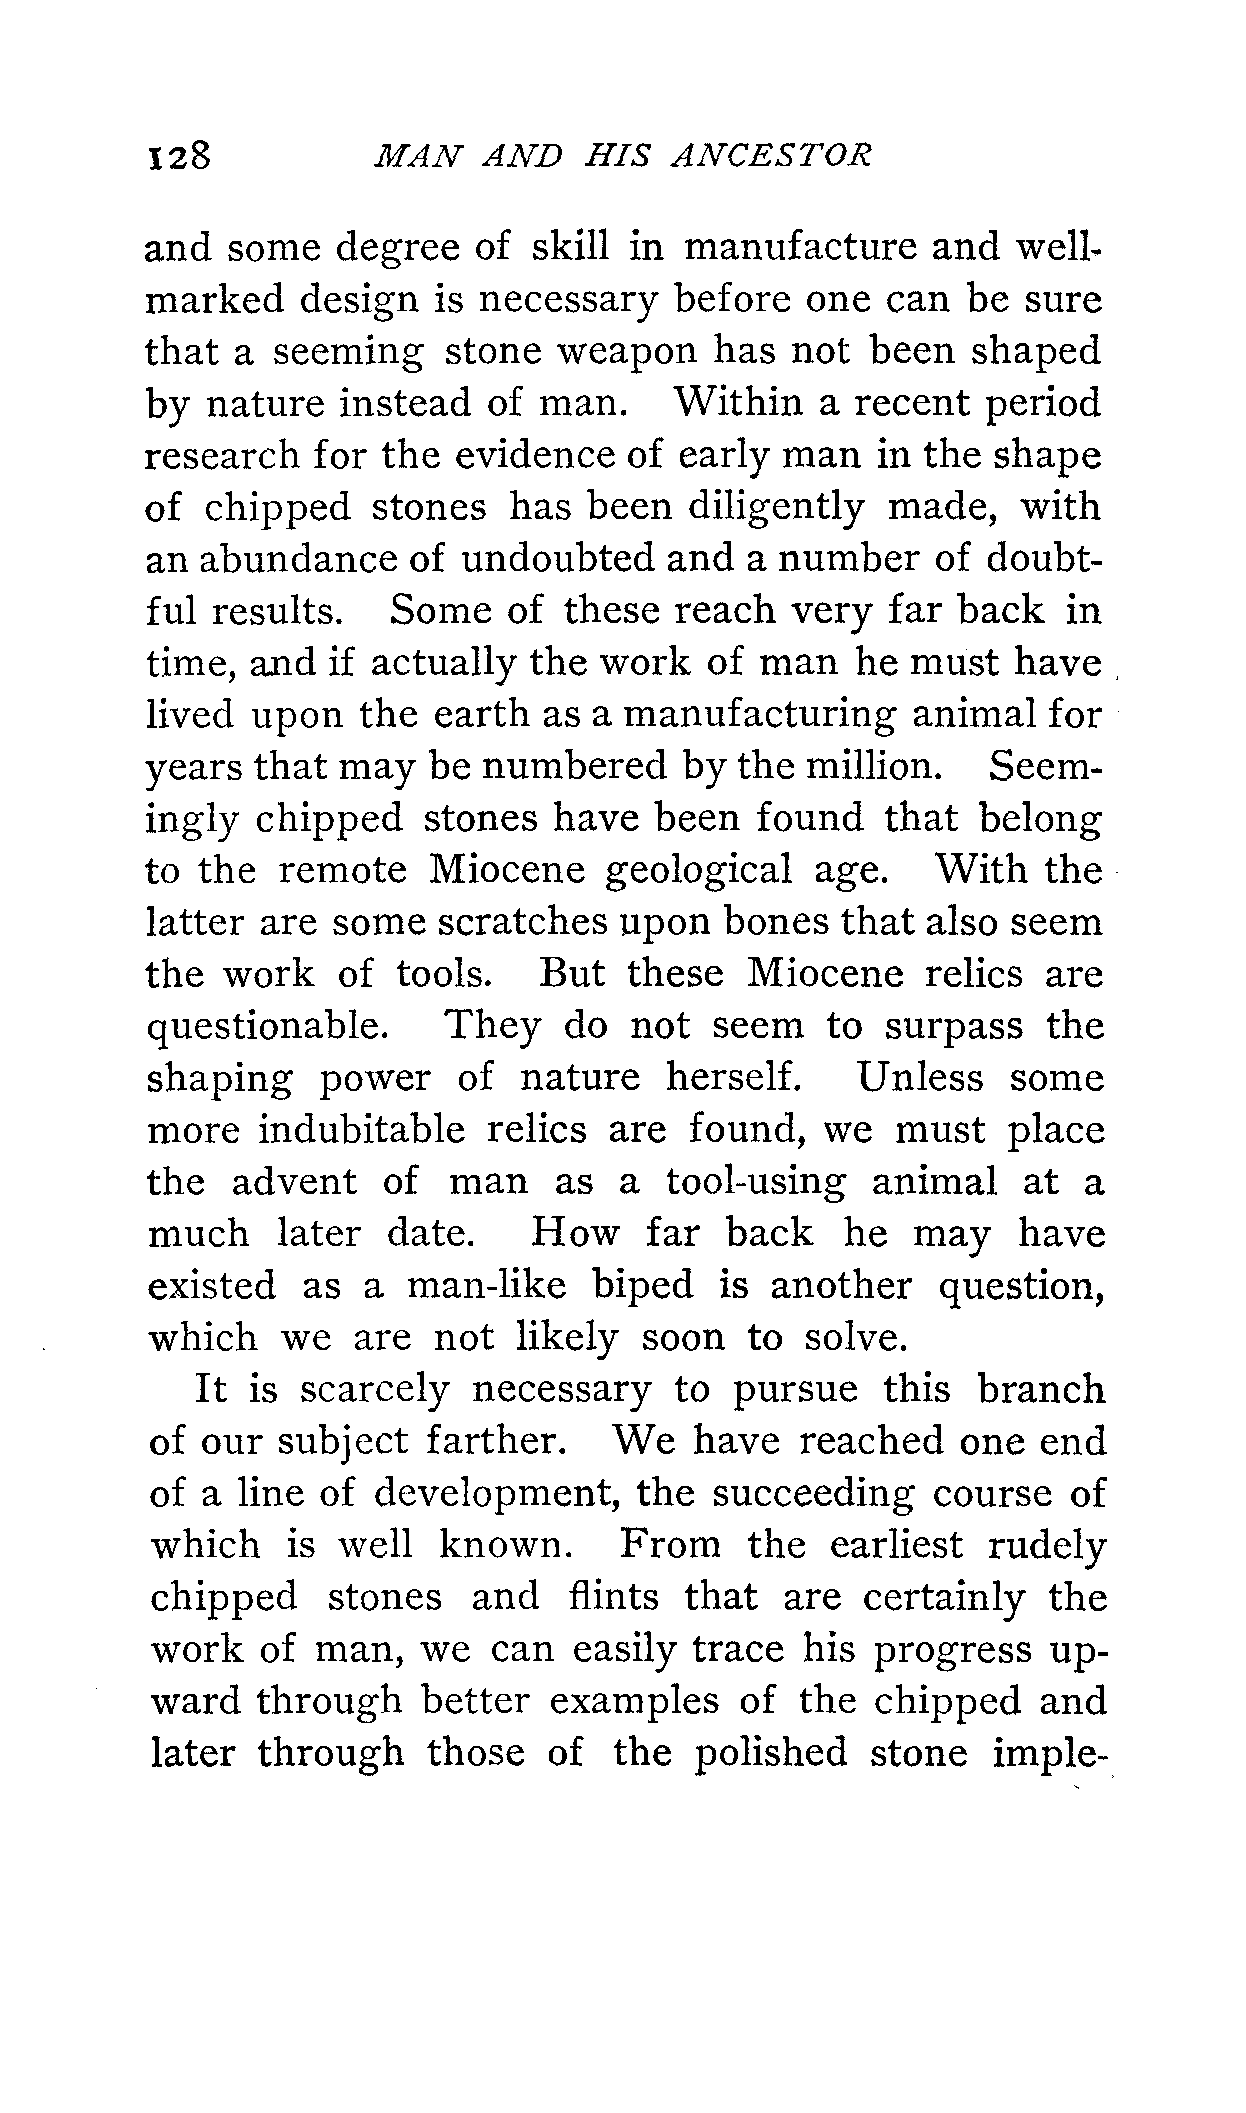 128 MAN AND HIS ANCESTOR
and some degree of skill in manufacture and well-
marked design is necessary before one can be sure
that a seeming stone weapon has not been shaped
by nature instead of man. Within a recent period
research for the evidence of early man in the shape
of chipped stones has been diligently made, with
an abundance of undoubted and a number of doubt-
ful results. Some of these reach very far back in
time, and if actually the work of man he must have
lived upon the earth as a manufacturing animal for
years that may be numbered by the million. Seem-
ingly chipped stones have been found that belong
to the remote Miocene geological age. With the
latter are some scratches upon bones that also seem
the work of tools. But these Miocene relics are
questionable. They do not seem to surpass the
shaping power of nature herself. Unless some
more indubitable relics are found, we must place
the advent of man as a tool-using animal at a
much later date. How far back he may have
existed as a man-like biped is another question,
which we are not likely soon to solve.
It is scarcely necessary to pursue this branch
of our subject farther. We have reached one end
of a line of development, the succeeding course of
which is well known. From the earliest rudely
chipped stones and flints that are certainly the
work of man, we can easily trace his progress up-
ward through better examples of the chipped and
later through those of the polished stone imple-